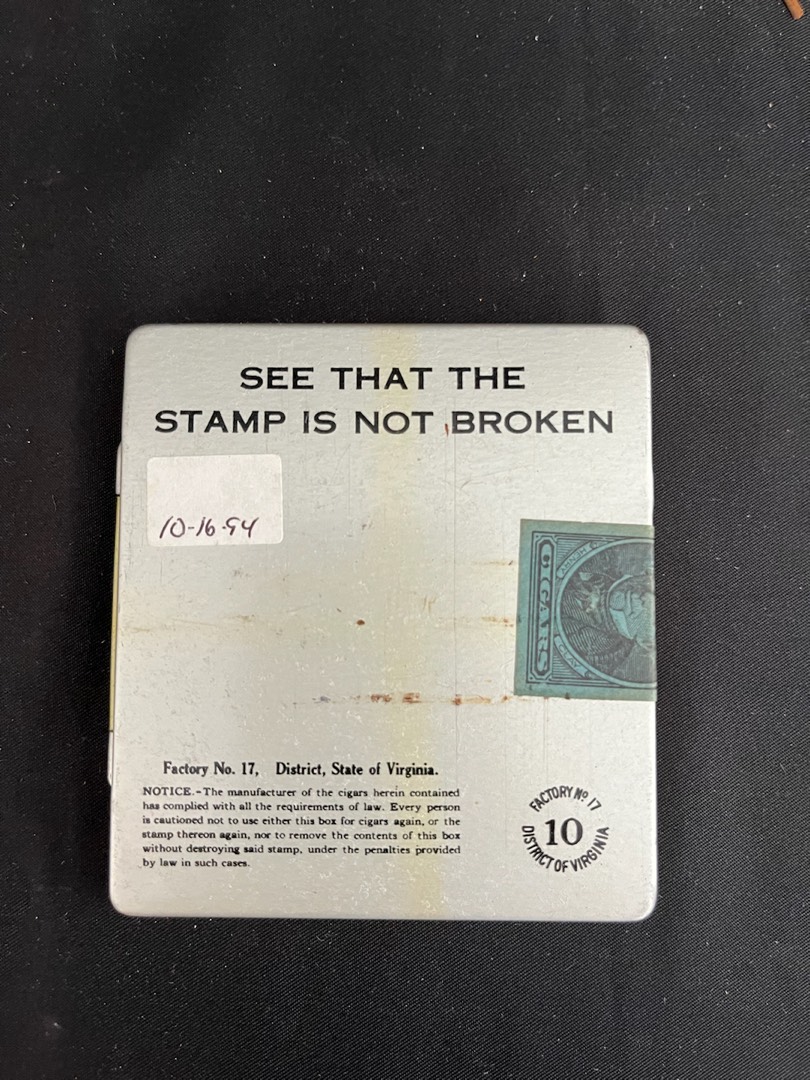 SEE THAT THE
STAMP IS NOT BROKEN
10-16-94
CIGARS
Factory No. 17, District, State of Virginia.
NOTICE.-The manufacturer of the cigars herein contained
has complied with all the requirements of law. Every person
is cautioned not to use either this box for cigars again, or the
stamp thereon again, nor to remove the contents of this box
without destroying said stamp, under the penalties provided
by law in such cases.
FACTORY Nº 17
10
DISTRICT OF VIRGINIA